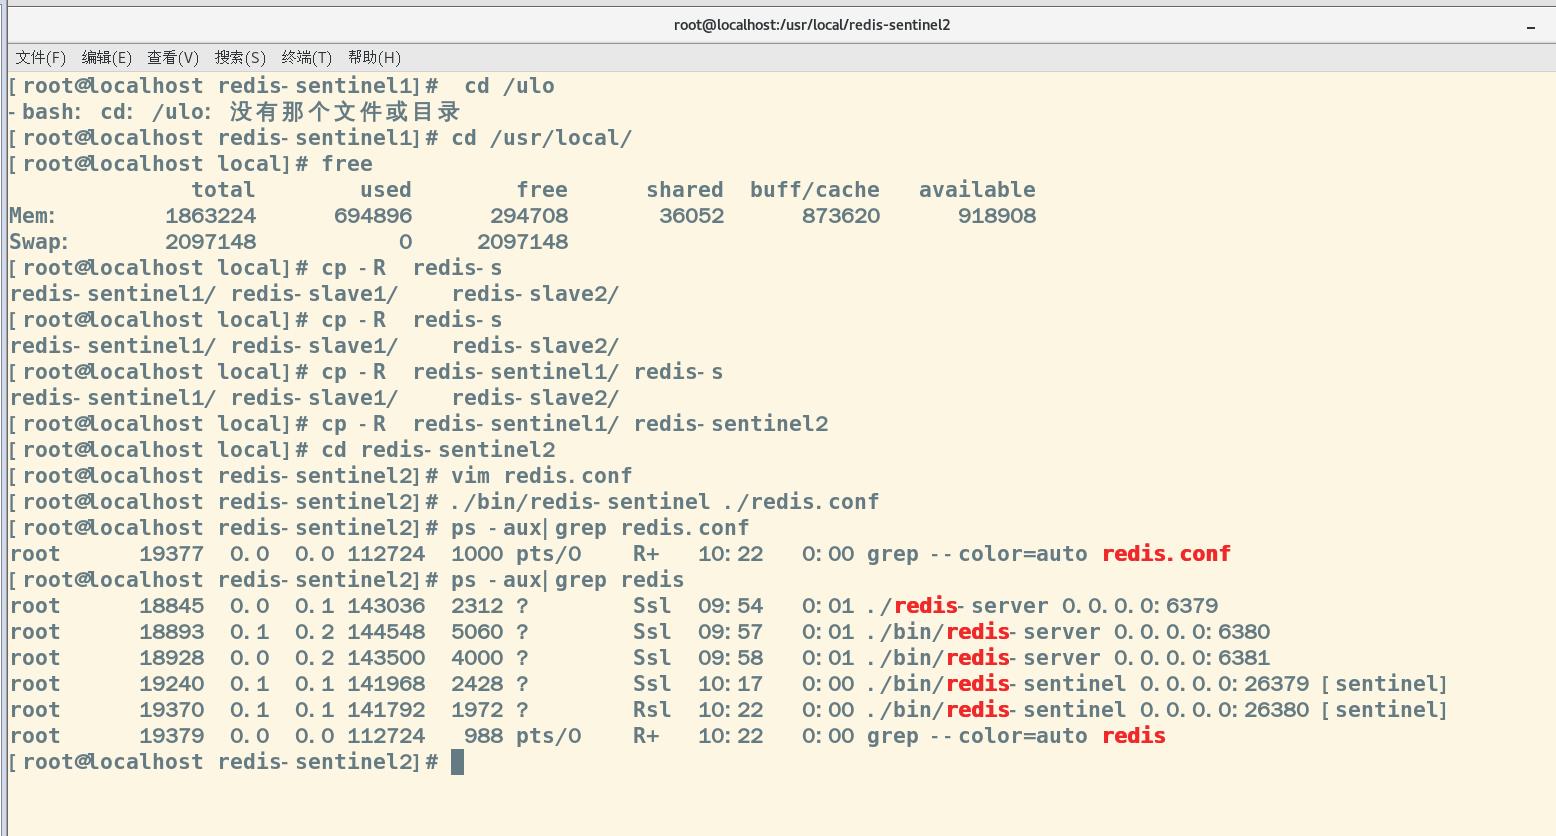 root@localhost:/usr/local/redis-sentinel2
文件(F) 编辑(E) 查看(V) 搜索(S) 终端(T) 帮助(H)
[root@localhost redis-sentinel1]#  cd /ulo
-bash: cd: /ulo: 没有那个文件或目录
[root@localhost redis-sentinel1]# cd /usr/local/
[root@localhost local]# free
              total        used        free      shared  buff/cache   available
Mem:        1863224      694896      294708       36052      873620      918908
Swap:       2097148           0     2097148
[root@localhost local]# cp -R  redis-s
redis-sentinel1/ redis-slave1/    redis-slave2/
[root@localhost local]# cp -R  redis-s
redis-sentinel1/ redis-slave1/    redis-slave2/
[root@localhost local]# cp -R  redis-sentinel1/ redis-s
redis-sentinel1/ redis-slave1/    redis-slave2/
[root@localhost local]# cp -R  redis-sentinel1/ redis-sentinel2
[root@localhost local]# cd redis-sentinel2
[root@localhost redis-sentinel2]# vim redis.conf
[root@localhost redis-sentinel2]# ./bin/redis-sentinel ./redis.conf
[root@localhost redis-sentinel2]# ps -aux|grep redis.conf
root      19377  0.0  0.0 112724  1000 pts/0    R+   10:22   0:00 grep --color=auto redis.conf
[root@localhost redis-sentinel2]# ps -aux|grep redis
root      18845  0.0  0.1 143036  2312 ?        Ssl  09:54   0:01 ./redis-server 0.0.0.0:6379
root      18893  0.1  0.2 144548  5060 ?        Ssl  09:57   0:01 ./bin/redis-server 0.0.0.0:6380
root      18928  0.0  0.2 143500  4000 ?        Ssl  09:58   0:01 ./bin/redis-server 0.0.0.0:6381
root      19240  0.1  0.1 141968  2428 ?        Ssl  10:17   0:00 ./bin/redis-sentinel 0.0.0.0:26379 [sentinel]
root      19370  0.1  0.1 141792  1972 ?        Rsl  10:22   0:00 ./bin/redis-sentinel 0.0.0.0:26380 [sentinel]
root      19379  0.0  0.0 112724   988 pts/0    R+   10:22   0:00 grep --color=auto redis
[root@localhost redis-sentinel2]#